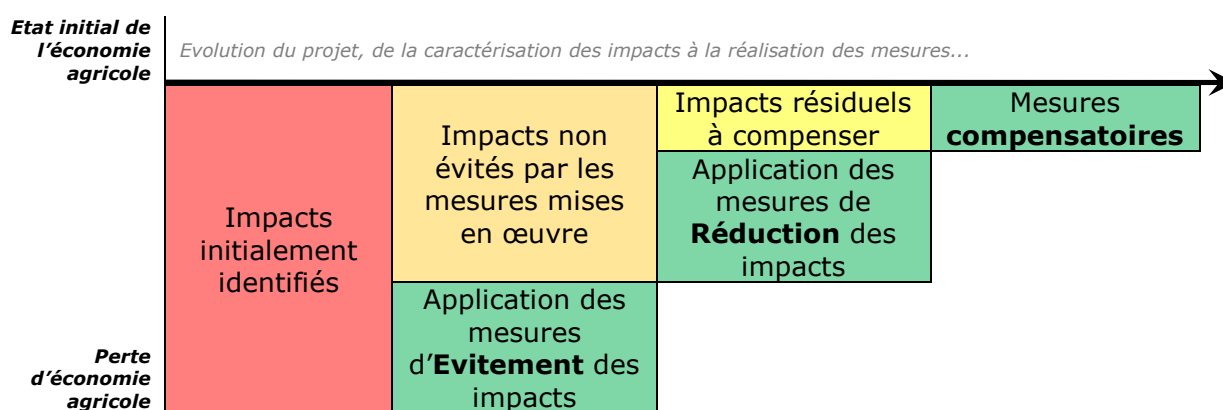 Etat initial de
l'économie
agricole
Evolution du projet, de la caractérisation des impacts à la réalisation des mesures...
Impacts
initialement
identifiés
Impacts non
évités par les
mesures mises
en œuvre
Application des
mesures
d'Evitement des
impacts
Impacts résiduels
à compenser
Application des
mesures de
Réduction des
impacts
Mesures
compensatoires
Perte
d'économie
agricole